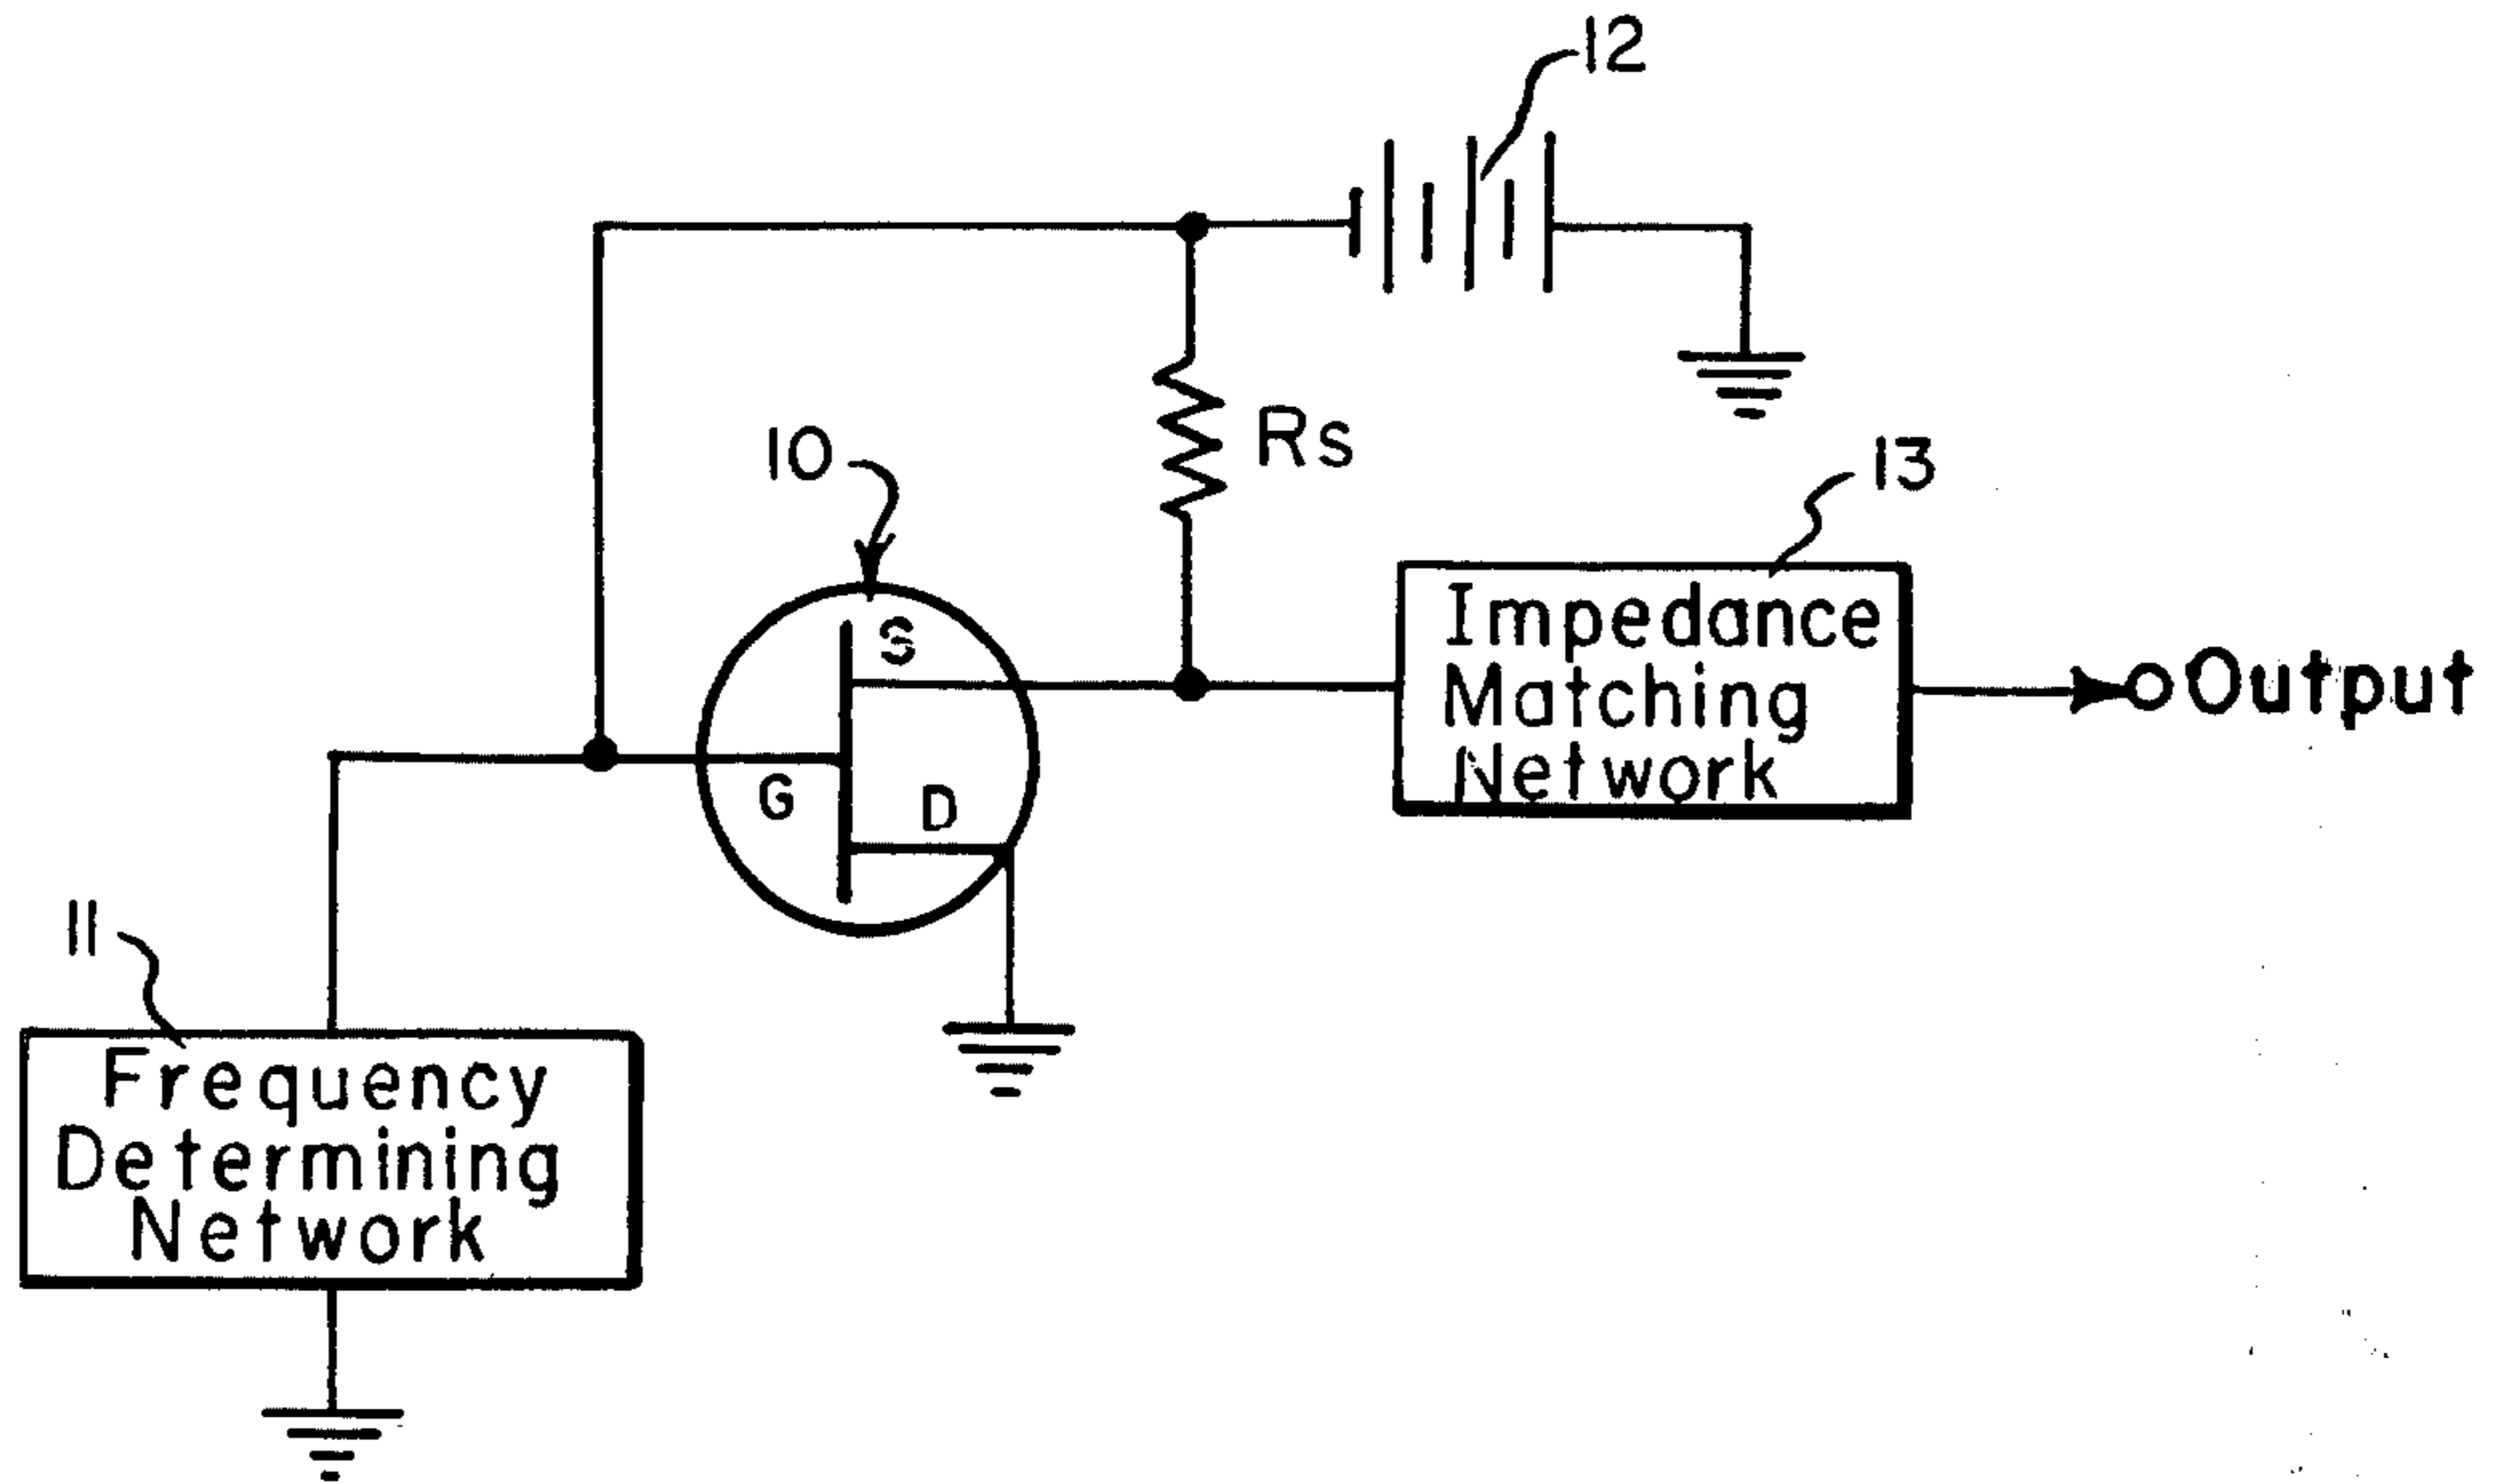 12
10
Rs
13
S
G
D
Impedance
Matching
Network
Output
11
Frequency
Determining
Network